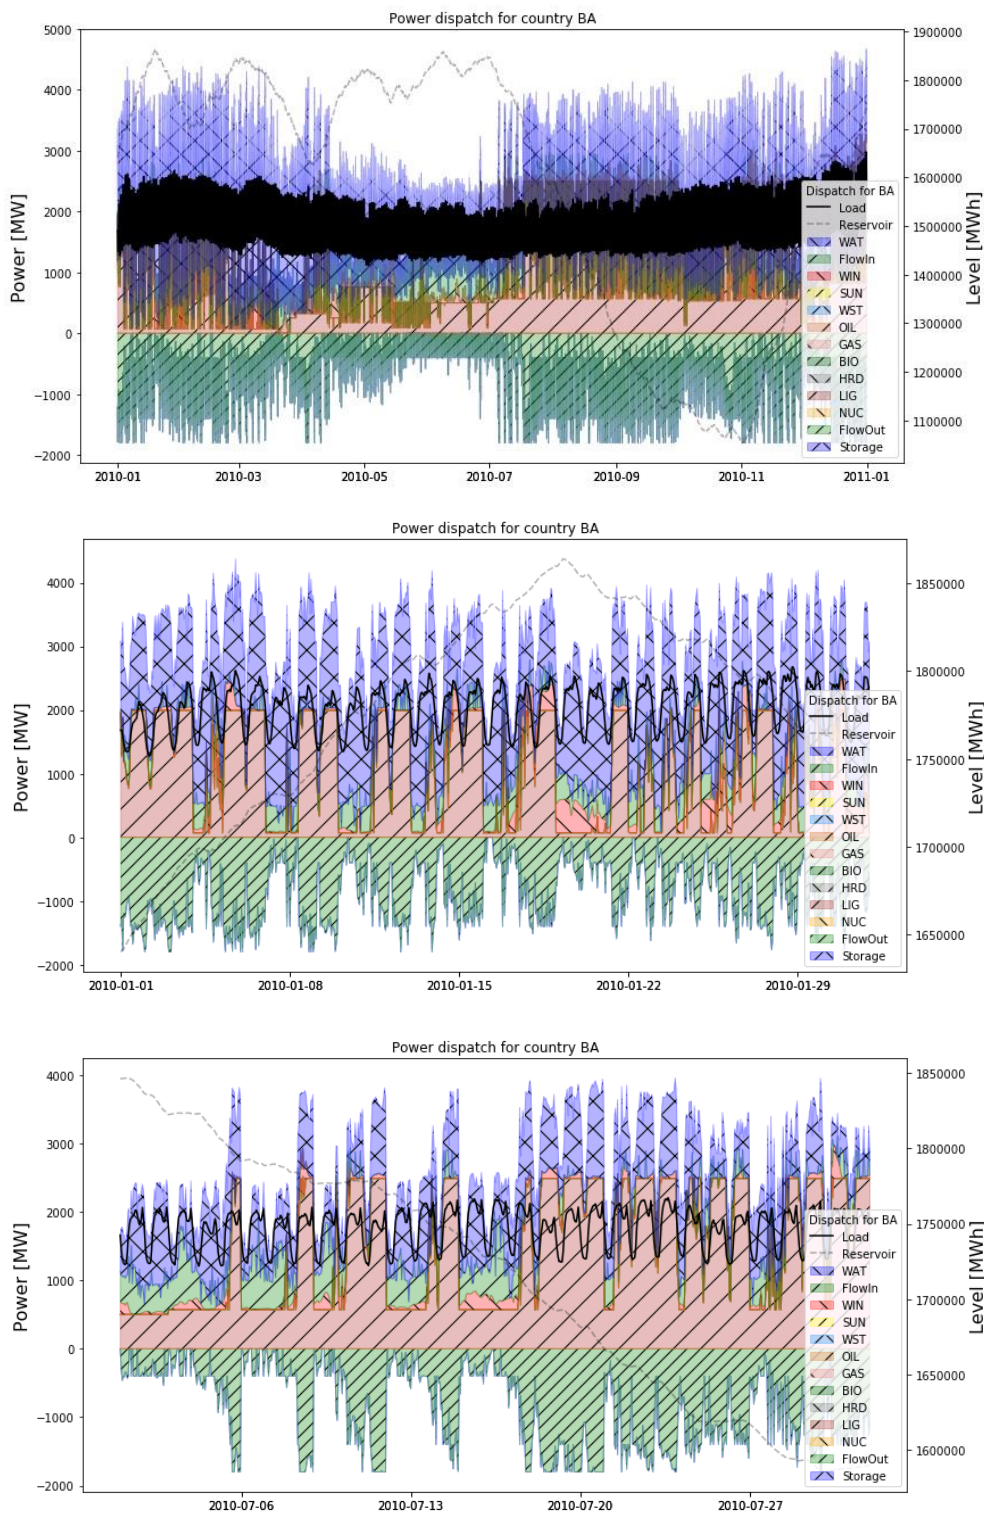 Power dispatch for country BA
5000
4000
3000
2000
1000
0
−1000
−2000
Power [MW]
1900000
1800000
1700000
1600000
1500000
1400000
1300000
1200000
1100000
Level [MWh]
Dispatch for BA
Load
Reservoir
WAT
FlowIn
WIN
SUN
WST
OIL
GAS
BIO
HRD
LIG
NUC
FlowOut
Storage
2010-01
2010-03
2010-05
2010-07
2010-09
2010-11
2011-01
Power dispatch for country BA
4000
3000
2000
1000
0
−1000
−2000
Power [MW]
1850000
1800000
1750000
1700000
1650000
Level [MWh]
Dispatch for BA
Load
Reservoir
WAT
FlowIn
WIN
SUN
WST
OIL
GAS
BIO
HRD
LIG
NUC
FlowOut
Storage
2010-01-01
2010-01-08
2010-01-15
2010-01-22
2010-01-29
Power dispatch for country BA
4000
3000
2000
1000
0
−1000
−2000
Power [MW]
1850000
1800000
1750000
1700000
1650000
1600000
Level [MWh]
Dispatch for BA
Load
Reservoir
WAT
FlowIn
WIN
SUN
WST
OIL
GAS
BIO
HRD
LIG
NUC
FlowOut
Storage
2010-07-06
2010-07-13
2010-07-20
2010-07-27